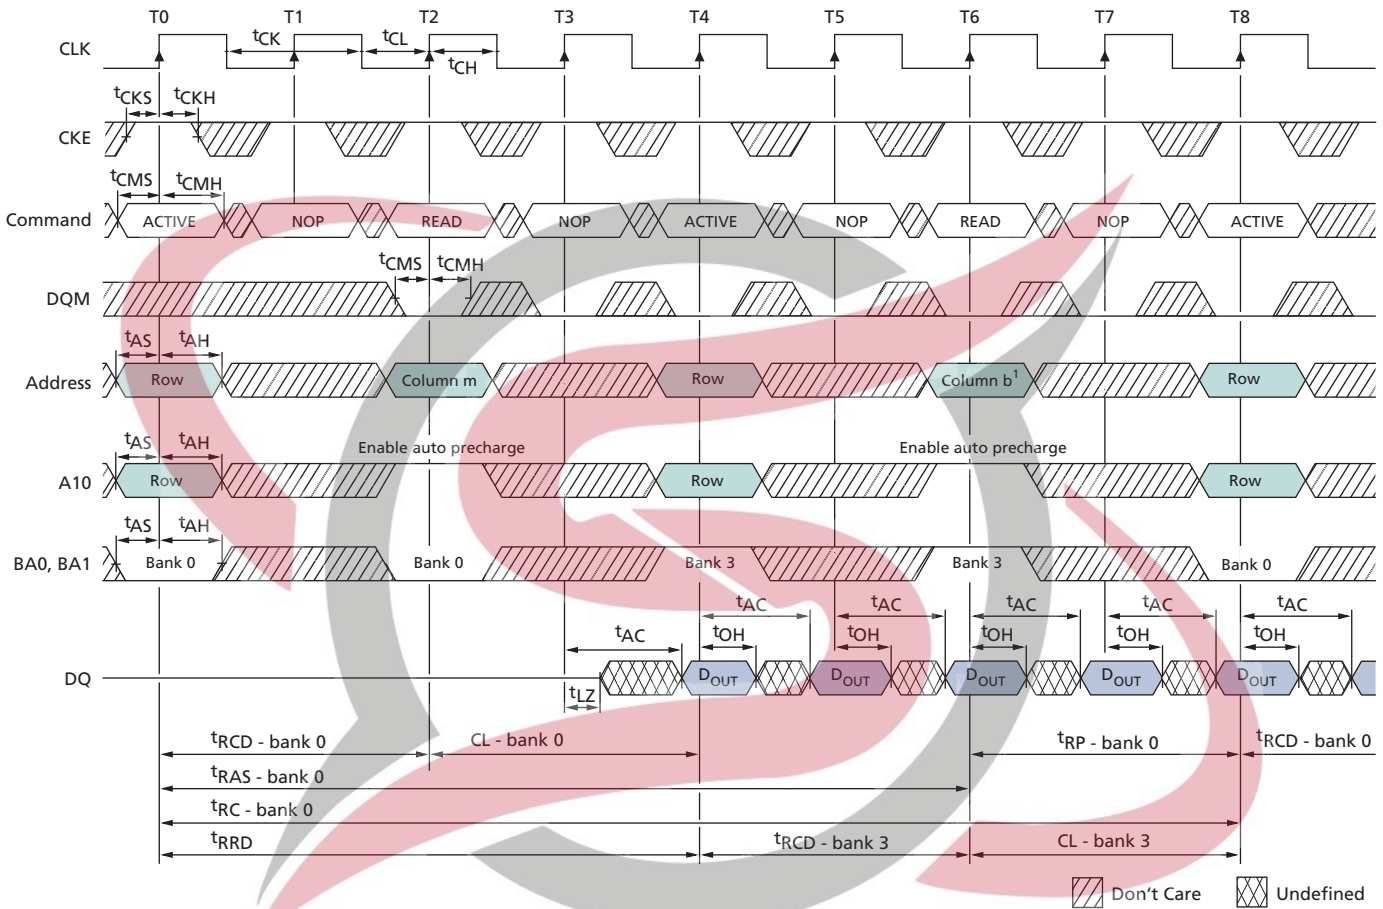 T0 T1 T2 T3 T4 T5 T6 T7 T8
CLK
tCK tCL
tCH
tCKS tCKH
CKE
tCMS tCMH
Command ACTIVE NOP READ NOP ACTIVE NOP READ NOP ACTIVE
tCMS tCMH
DQM
tAS tAH
Address Row Column m Row Column b1 Row
tAS tAH Enable auto precharge Enable auto precharge
A10 Row Row Row
tAS tAH
BA0, BA1 Bank 0 Bank 0 Bank 3 Bank 3 Bank 0
tAC tAC tAC tAC tAC
tAC tOH tOH tOH tOH tOH
DQ DOUT DOUT DOUT DOUT DOUT
tLZ
tRCD - bank 0 CL - bank 0 tRP - bank 0 tRCD - bank 0
tRAS - bank 0
tRC - bank 0
tRRD tRCD - bank 3 CL - bank 3
Don't Care Undefined